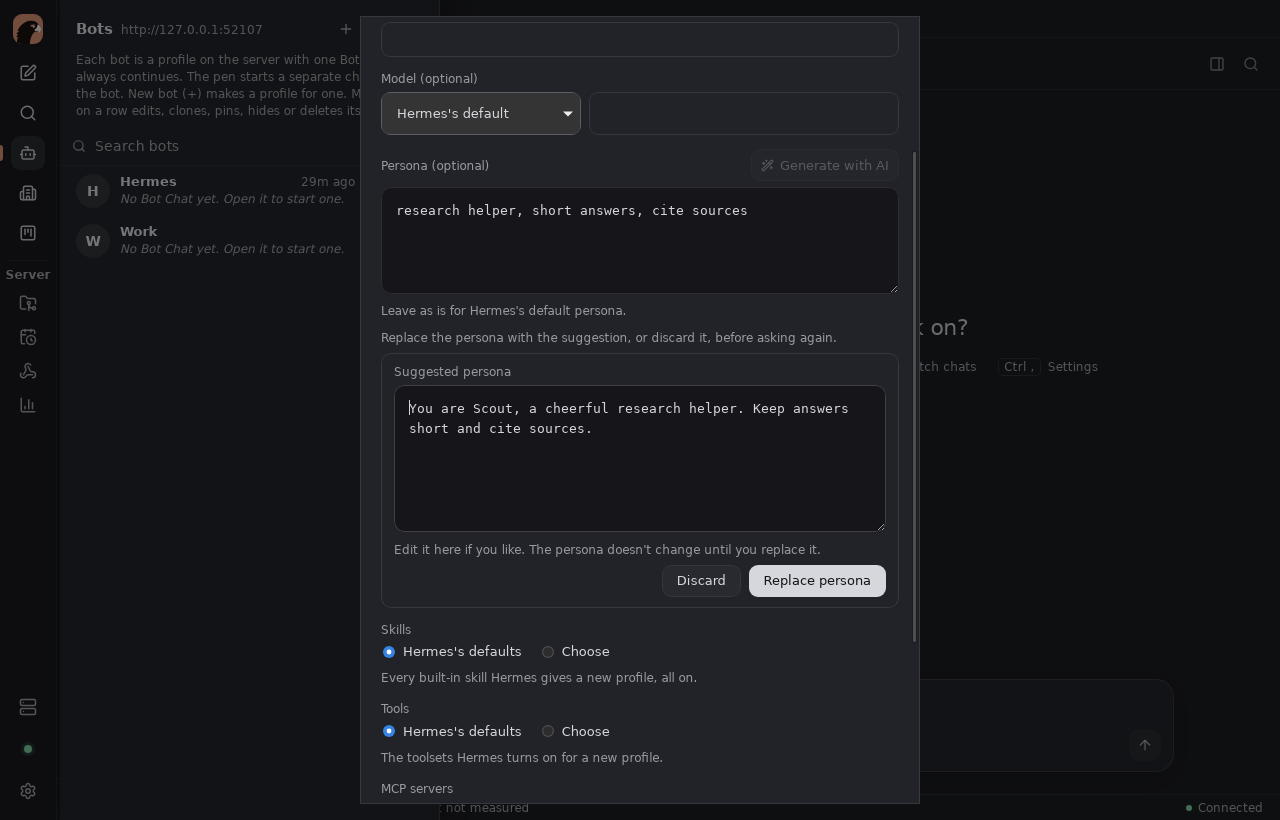 Bots http://127.0.0.1:52107
Each bot is a profile on the server with one Bot
always continues. The pen starts a separate ch
the bot. New bot (+) makes a profile for one. M
on a row edits, clones, pins, hides or deletes its
Search bots
H
Hermes 29m ago
No Bot Chat yet. Open it to start one.
W
Work
No Bot Chat yet. Open it to start one.
Server
Model (optional)
Hermes's default
Persona (optional)
Generate with AI
research helper, short answers, cite sources
Leave as is for Hermes's default persona.
Replace the persona with the suggestion, or discard it, before asking again.
Suggested persona
You are Scout, a cheerful research helper. Keep answers
short and cite sources.
Edit it here if you like. The persona doesn't change until you replace it.
Discard Replace persona
Skills
Hermes's defaults Choose
Every built-in skill Hermes gives a new profile, all on.
Tools
Hermes's defaults Choose
The toolsets Hermes turns on for a new profile.
MCP servers
k on?
tch chats Ctrl , Settings
not measured
Connected